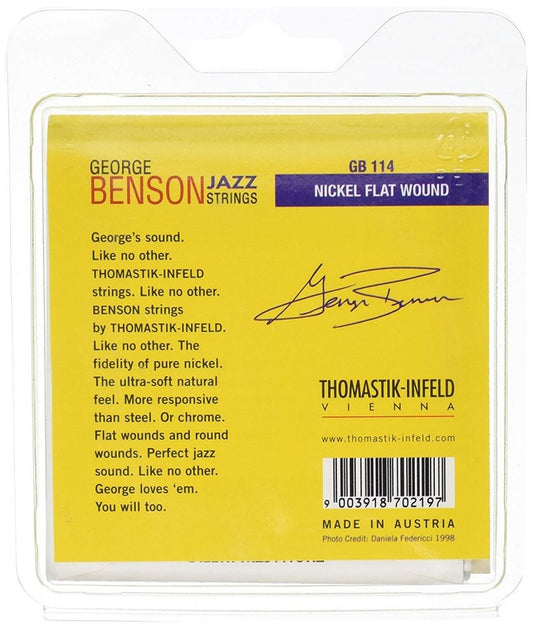 GEORGE
BENSON JAZZ
STRINGS
GB 114
NICKEL FLAT WOUND
George's sound.
Like no other.
THOMASTIK-INFELD
strings. Like no other.
BENSON strings
by THOMASTIK-INFELD.
Like no other. The
fidelity of pure nickel.
The ultra-soft natural
feel. More responsive
than steel. Or chrome.
Flat wounds and round
wounds. Perfect jazz
sound. Like no other.
George loves 'em.
You will too.
George Benson
THOMASTIK-INFELD
VIENNA
www.thomastik-infeld.com
9 003918 702197
MADE IN AUSTRIA
Photo Credit: Daniela Federicci 1998